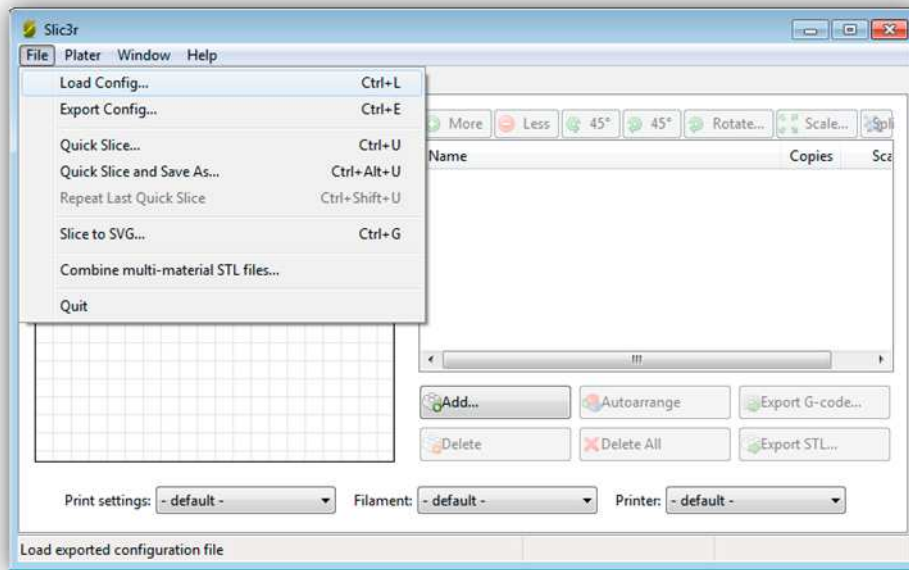 Slic3r
File Plater Window Help
Load Config... Ctrl+L
Export Config... Ctrl+E
Quick Slice... Ctrl+U
Quick Slice and Save As... Ctrl+Alt+U
Repeat Last Quick Slice Ctrl+Shift+U
Slice to SVG... Ctrl+G
Combine multi-material STL files...
Quit
More Less 45° 45° Rotate... Scale... Spli
Name Copies Sca
Add... Autoarrange Export G-code...
Delete Delete All Export STL...
Print settings: - default - Filament: - default - Printer: - default -
Load exported configuration file